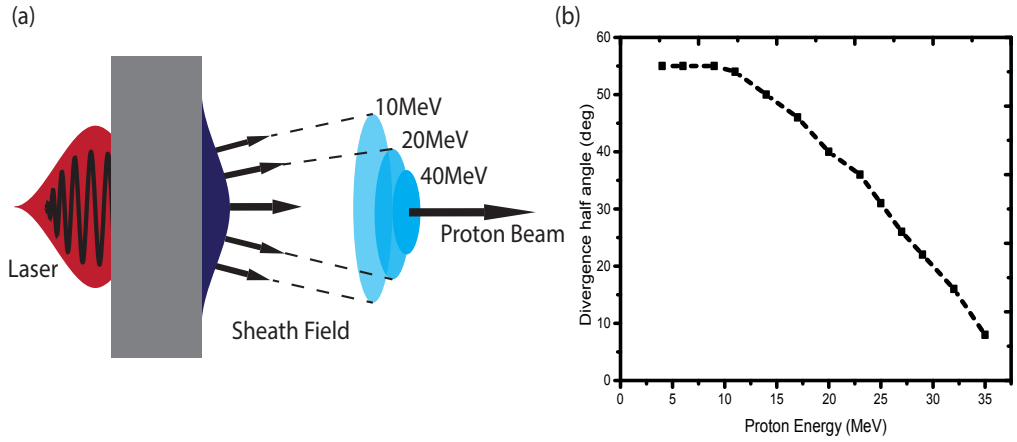 (a)
10MeV
20MeV
40MeV
Proton Beam
Laser
Sheath Field
(b)
60
50
40
30
20
10
0
Divergence half angle (deg)
0 5 10 15 20 25 30 35
Proton Energy (MeV)